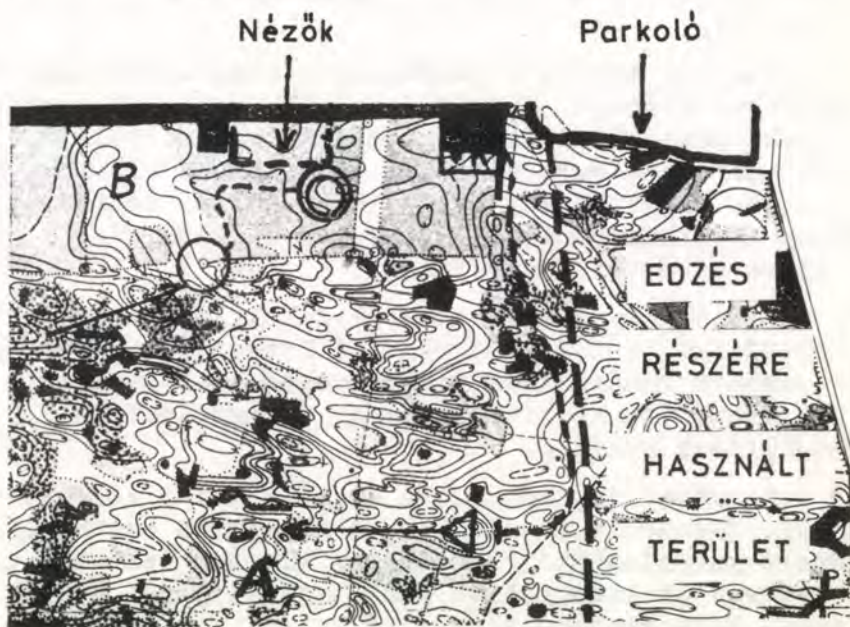 Nézők Parkoló
B
EDZÉS
RÉSZÉRE
HASZNÁLT
A
TERÜLET